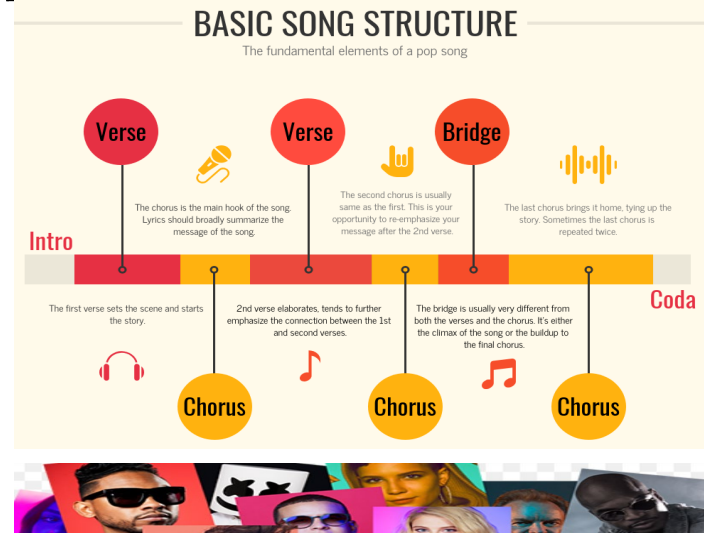 BASIC SONG STRUCTURE
The fundamental elements of a pop song
Verse
Verse
Bridge
The chorus is the main hook of the song.
Lyrics should broadly summarize the
message of the song.
The second chorus is usually
same as the first. This is your
opportunity to re-emphasize your
message after the 2nd verse.
The last chorus brings it home, tying up the
story. Sometimes the last chorus is
repeated twice.
Intro
Coda
The first verse sets the scene and starts
the story.
2nd verse elaborates, tends to further
emphasize the connection between the 1st
and second verses.
The bridge is usually very different from
both the verses and the chorus. It's either
the climax of the song or the buildup to
the final chorus.
Chorus
Chorus
Chorus